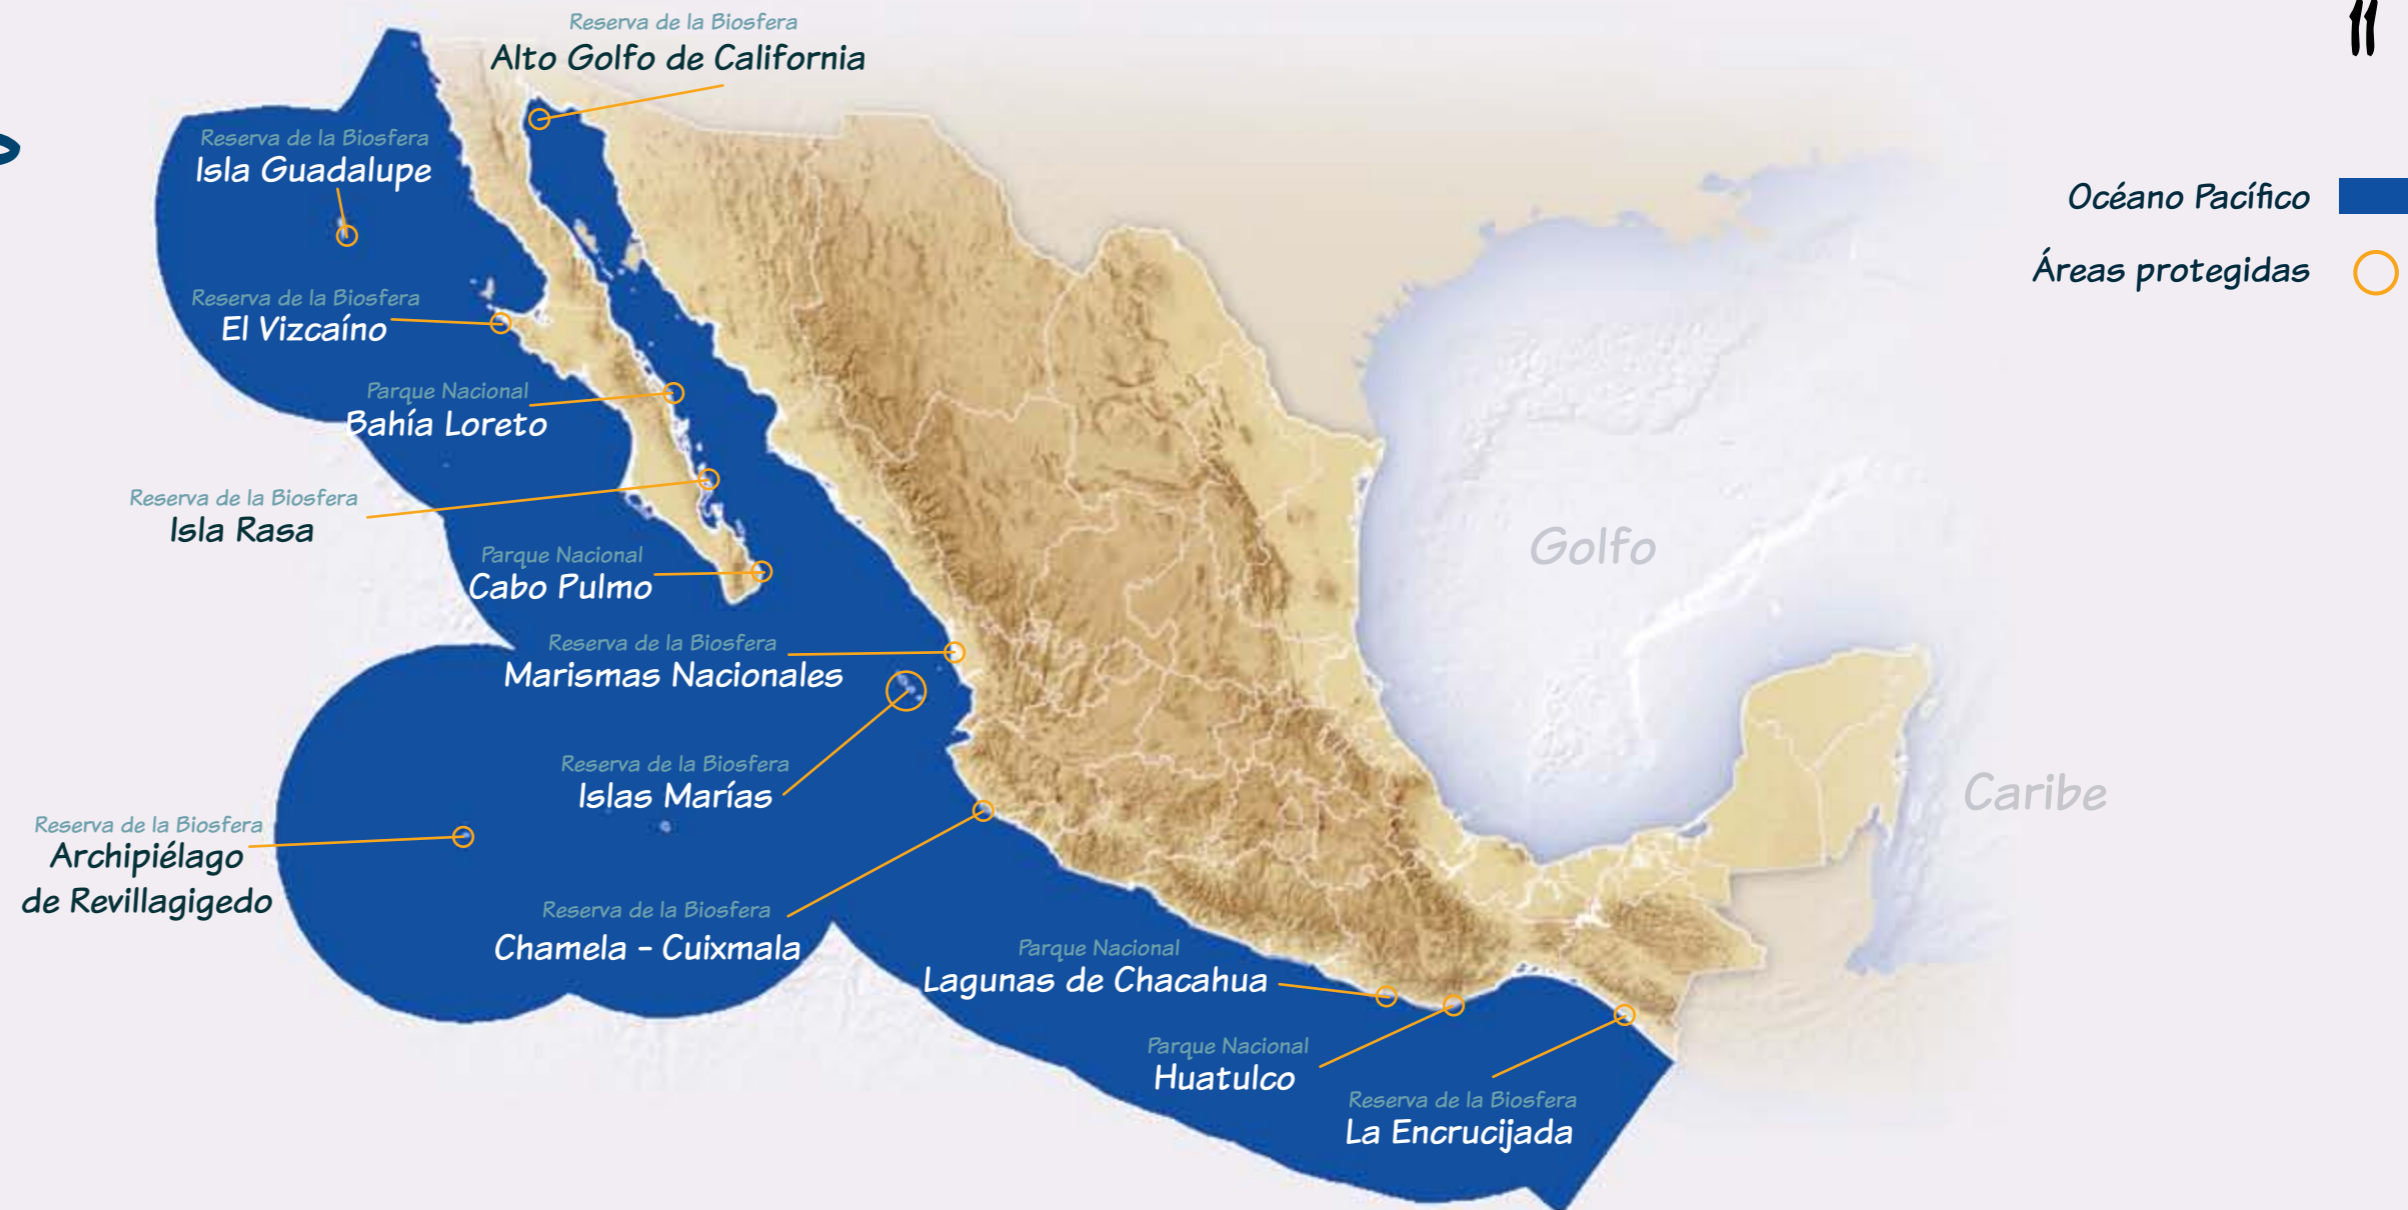 11
Reserva de la Biosfera
Alto Golfo de California
Reserva de la Biosfera
Isla Guadalupe
Océano Pacífico
Áreas protegidas
Reserva de la Biosfera
El Vizcaíno
Parque Nacional
Bahía Loreto
Reserva de la Biosfera
Isla Rasa
Golfo
Parque Nacional
Cabo Pulmo
Reserva de la Biosfera
Marismas Nacionales
Reserva de la Biosfera
Islas Marías
Caribe
Reserva de la Biosfera
Archipiélago
de Revillagigedo
Reserva de la Biosfera
Chamela - Cuixmala
Parque Nacional
Lagunas de Chacahua
Parque Nacional
Huatulco
Reserva de la Biosfera
La Encrucijada